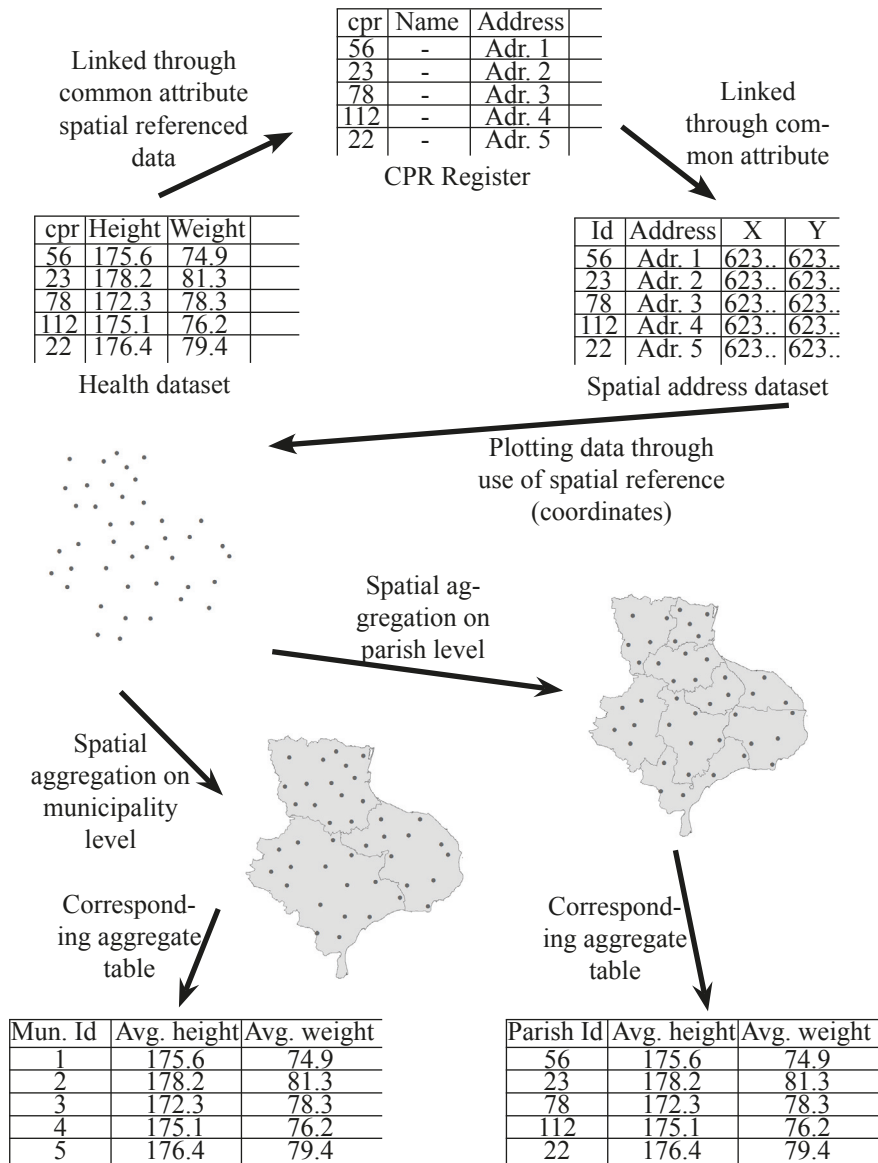 cpr Name Address
56 - Adr. 1
23 - Adr. 2
78 - Adr. 3
112 - Adr. 4
22 - Adr. 5
CPR Register
Linked through
common attribute
spatial referenced
data
Linked
through com-
mon attribute
cpr Height Weight
56 175.6 74.9
23 178.2 81.3
78 172.3 78.3
112 175.1 76.2
22 176.4 79.4
Health dataset
Id Address X Y
56 Adr. 1 623.. 623..
23 Adr. 2 623.. 623..
78 Adr. 3 623.. 623..
112 Adr. 4 623.. 623..
22 Adr. 5 623.. 623..
Spatial address dataset
Plotting data through
use of spatial reference
(coordinates)
Spatial ag-
gregation on
parish level
Spatial
aggregation on
municipality
level
Correspond-
ing aggregate
table
Correspond-
ing aggregate
table
Mun. Id Avg. height Avg. weight
1 175.6 74.9
2 178.2 81.3
3 172.3 78.3
4 175.1 76.2
5 176.4 79.4
Parish Id Avg. height Avg. weight
56 175.6 74.9
23 178.2 81.3
78 172.3 78.3
112 175.1 76.2
22 176.4 79.4